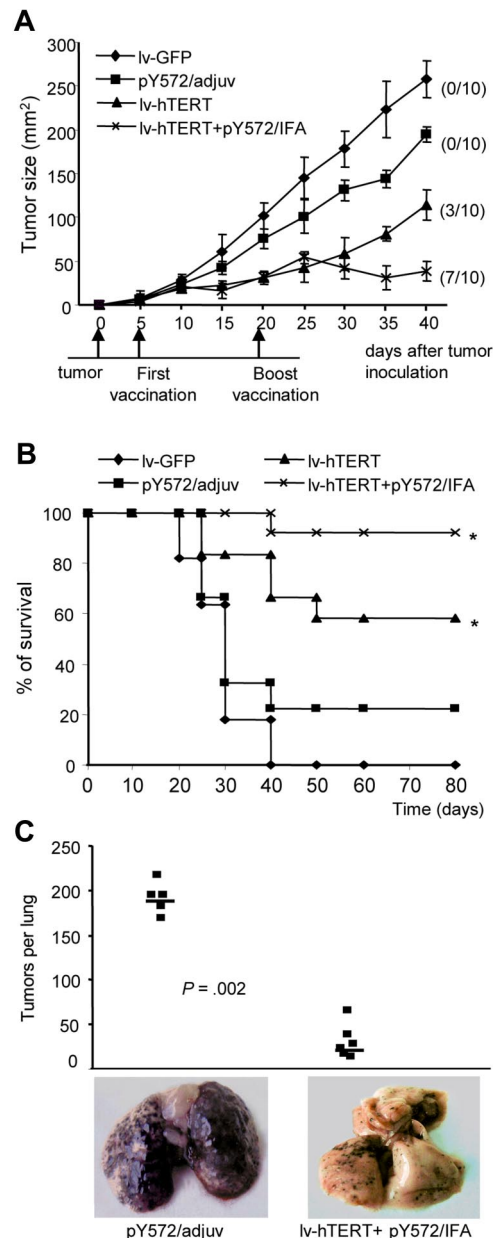 A
lv-GFP
pY572/adjuv
lv-hTERT
lv-hTERT+pY572/IFA
Tumor size (mm²)
300
250
200
150
100
50
0
(0/10)
(0/10)
(3/10)
(7/10)
0 5 10 15 20 25 30 35 40
tumor First vaccination Boost vaccination days after tumor inoculation
B
lv-GFP lv-hTERT
pY572/adjuv lv-hTERT+pY572/IFA
% of survival
100
80
60
40
20
0
*
*
0 10 20 30 40 50 60 70 80
Time (days)
C
Tumors per lung
250
200
150
100
50
0
P = .002
pY572/adjuv lv-hTERT+ pY572/IFA